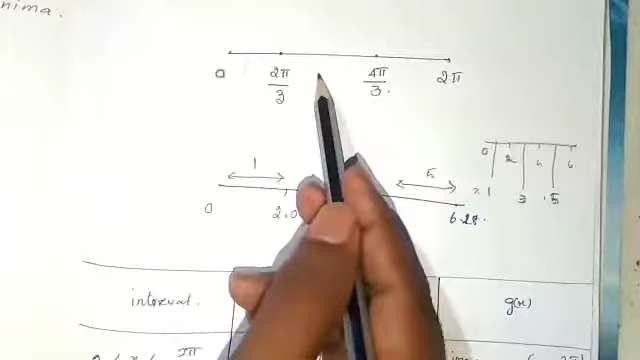 nima.
0 2π/3 4π/3 2π
1 5
0 2.0 6.28.
0 2 4 6
x 1 3 5
interval. g(x)
2π